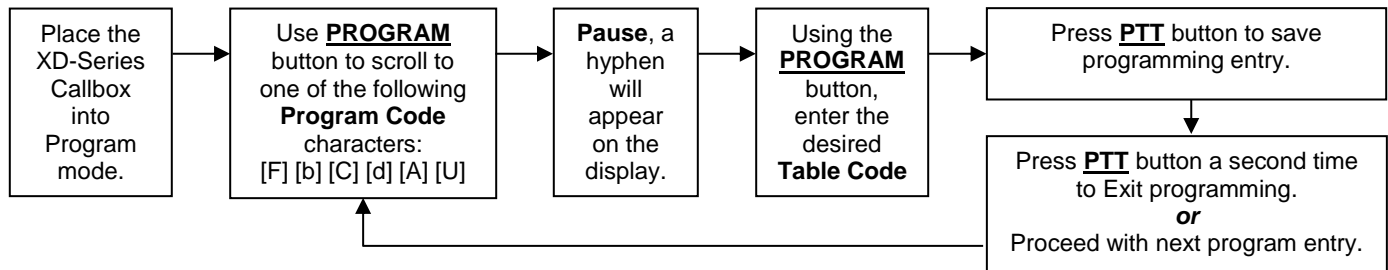 Place the
XD-Series
Callbox
into
Program
mode.
Use PROGRAM
button to scroll to
one of the following
Program Code
characters:
[F] [b] [C] [d] [A] [U]
Pause, a
hyphen
will
appear
on the
display.
Using the
PROGRAM
button,
enter the
desired
Table Code
Press PTT button to save
programming entry.
Press PTT button a second time
to Exit programming.
or
Proceed with next program entry.